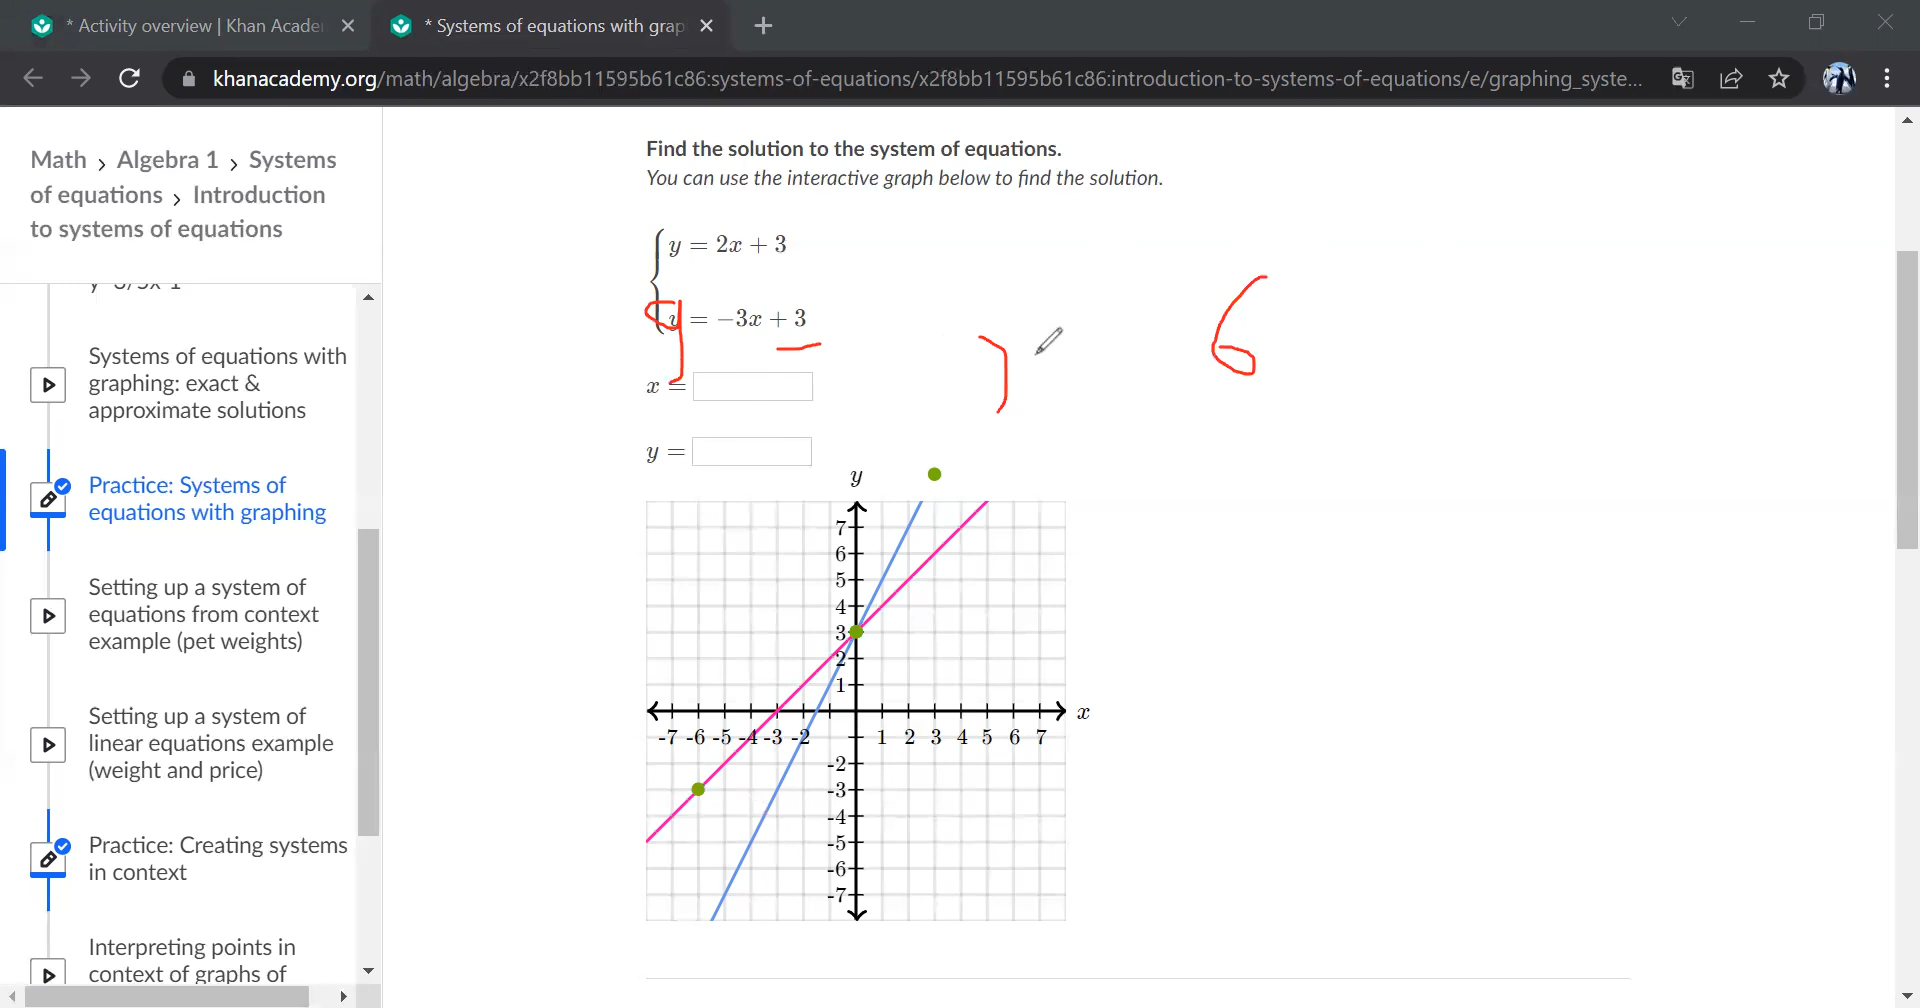 * Activity overview | Khan Acade
* Systems of equations with grap
khanacademy.org/math/algebra/x2f8bb11595b61c86:systems-of-equations/x2f8bb11595b61c86:introduction-to-systems-of-equations/e/graphing_syste...
Math > Algebra 1 > Systems
of equations > Introduction
to systems of equations
Systems of equations with
graphing: exact &
approximate solutions
Practice: Systems of
equations with graphing
Setting up a system of
equations from context
example (pet weights)
Setting up a system of
linear equations example
(weight and price)
Practice: Creating systems
in context
Interpreting points in
context of graphs of
Find the solution to the system of equations.
You can use the interactive graph below to find the solution.
y = 2x + 3
y = −3x + 3
y
6
x =
y =
y
7
6
5
4
3
2
1
x
-7 -6 -5 -4 -3 -2 1 2 3 4 5 6 7
-2
-3
-4
-5
-6
-7